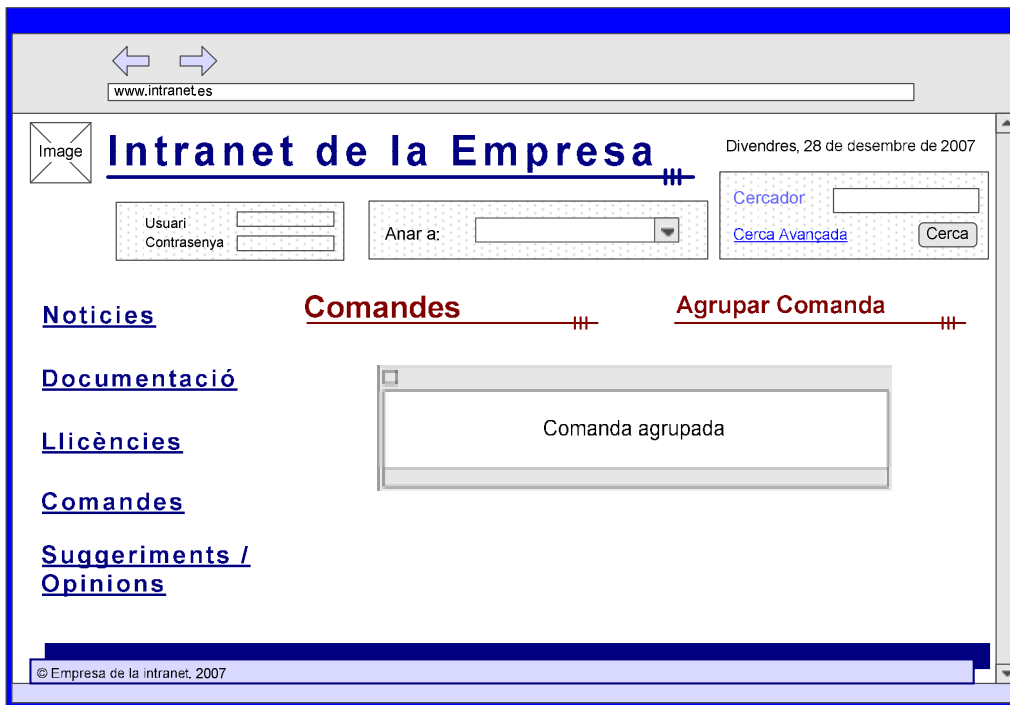 www.intranet.es
Image
Intranet de la Empresa
Divendres, 28 de desembre de 2007
Usuari
Contrasenya
Anar a:
Cercador
Cerca Avançada
Cerca
Noticies
Documentació
Llicències
Comandes
Suggeriments /
Opinions
Comandes
Agrupar Comanda
Comanda agrupada
© Empresa de la intranet. 2007